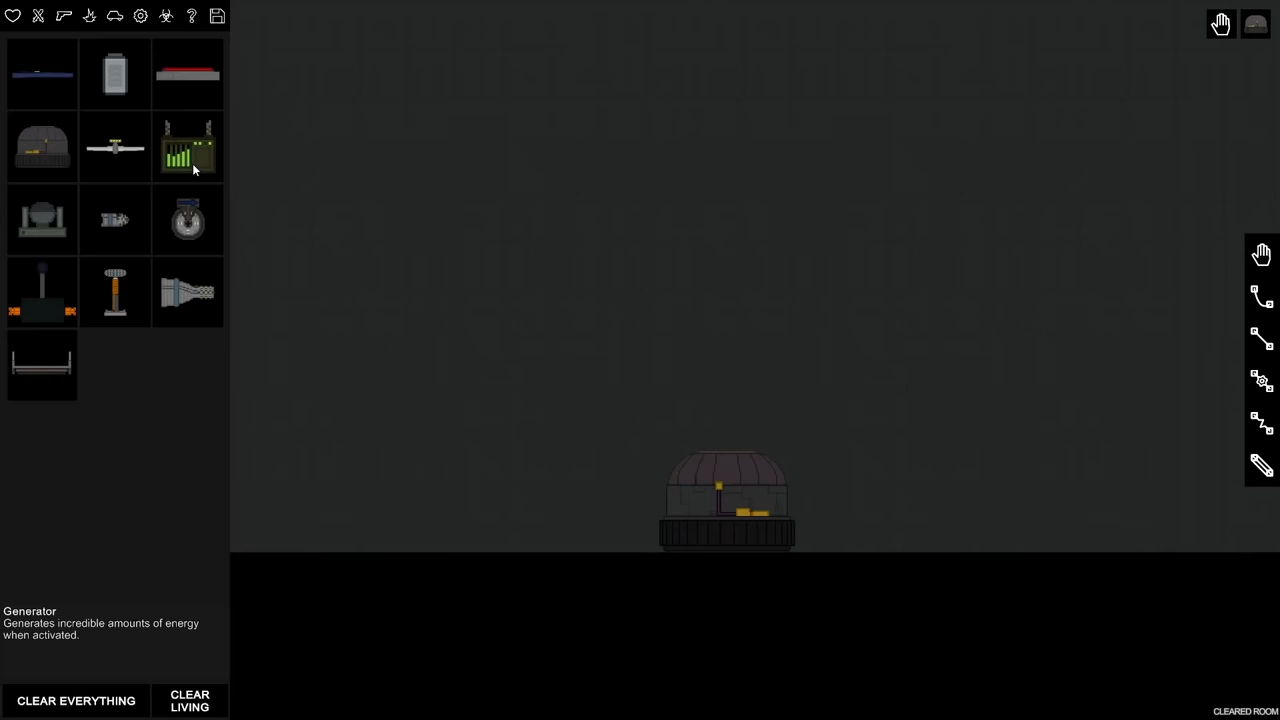 Generator
Generates incredible amounts of energy
when activated.
CLEAR EVERYTHING
CLEAR
LIVING
CLEARED ROOM